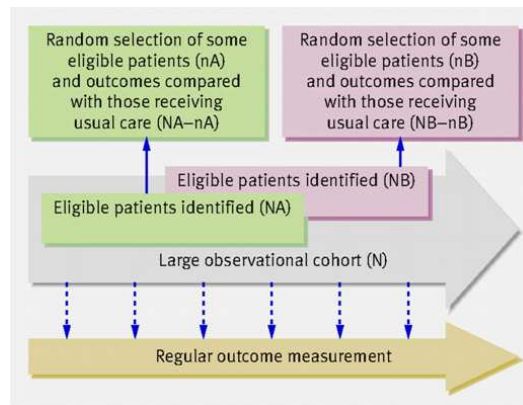 Random selection of some
eligible patients (nA)
and outcomes compared
with those receiving
usual care (NA–nA)
Random selection of some
eligible patients (nB)
and outcomes compared
with those receiving
usual care (NB–nB)
Eligible patients identified (NB)
Eligible patients identified (NA)
Large observational cohort (N)
Regular outcome measurement